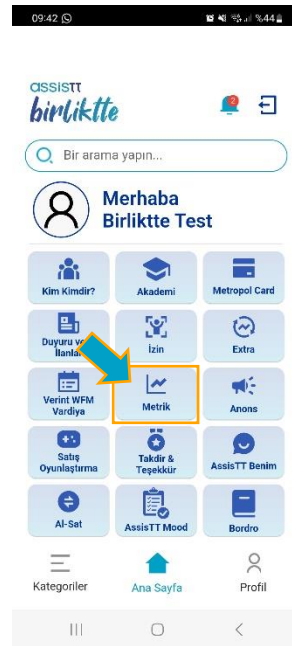 09:42
%44
assistt
birliktte
2
Bir arama yapın...
Merhaba
Birliktte Test
Kim Kimdir?
Akademi
Metropol Card
Duyuru ve
İlanlar
İzin
Extra
Verint WFM
Vardiya
Metrik
Anons
Satış
Oyunlaştırma
Takdir &
Teşekkür
AssisTT Benim
Al-Sat
AssisTT Mood
Bordro
Kategoriler
Ana Sayfa
Profil